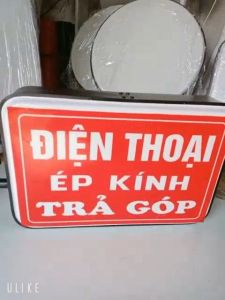 ĐIỆN THOẠI
ÉP KÍNH
TRẢ GÓP
ULIKE